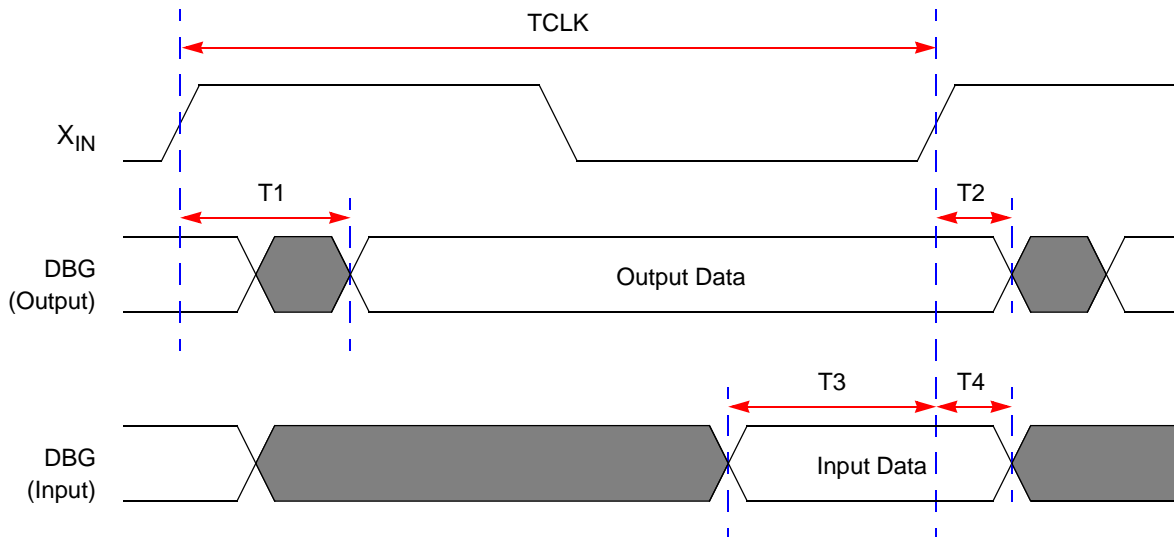 TCLK
XIN
T1
T2
DBG
(Output)
Output Data
T3
T4
DBG
(Input)
Input Data